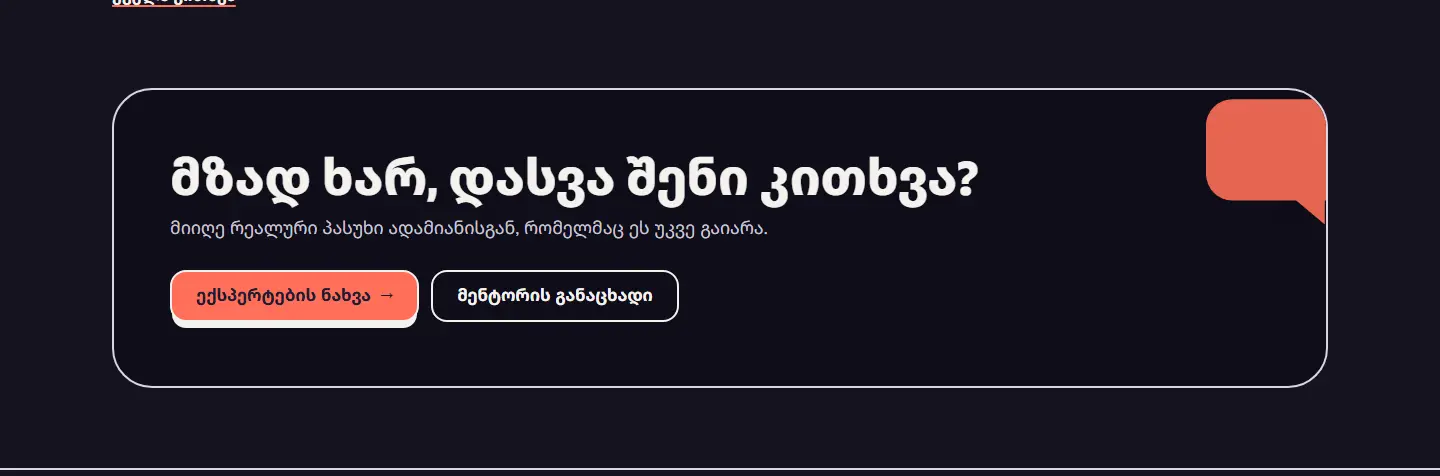 მზად ხარ, დასვა შენი კითხვა?
მიიღე რეალური პასუხი ადამიანისგან, რომელმაც ეს უკვე გაიარა.
ექსპერტების ნახვა →
მენტორის განაცხადი